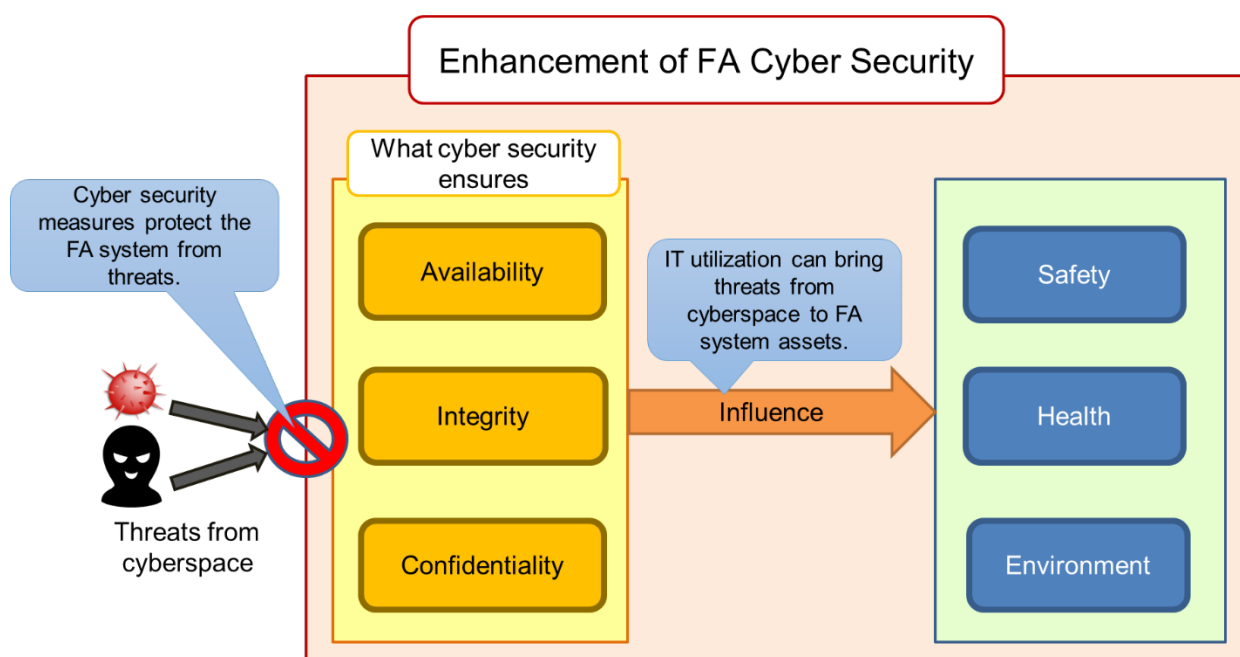 Enhancement of FA Cyber Security
What cyber security
ensures
Cyber security
measures protect the
FA system from
threats.
Availability
Integrity
Confidentiality
IT utilization can bring
threats from
cyberspace to FA
system assets.
Influence
Safety
Health
Environment
Threats from
cyberspace